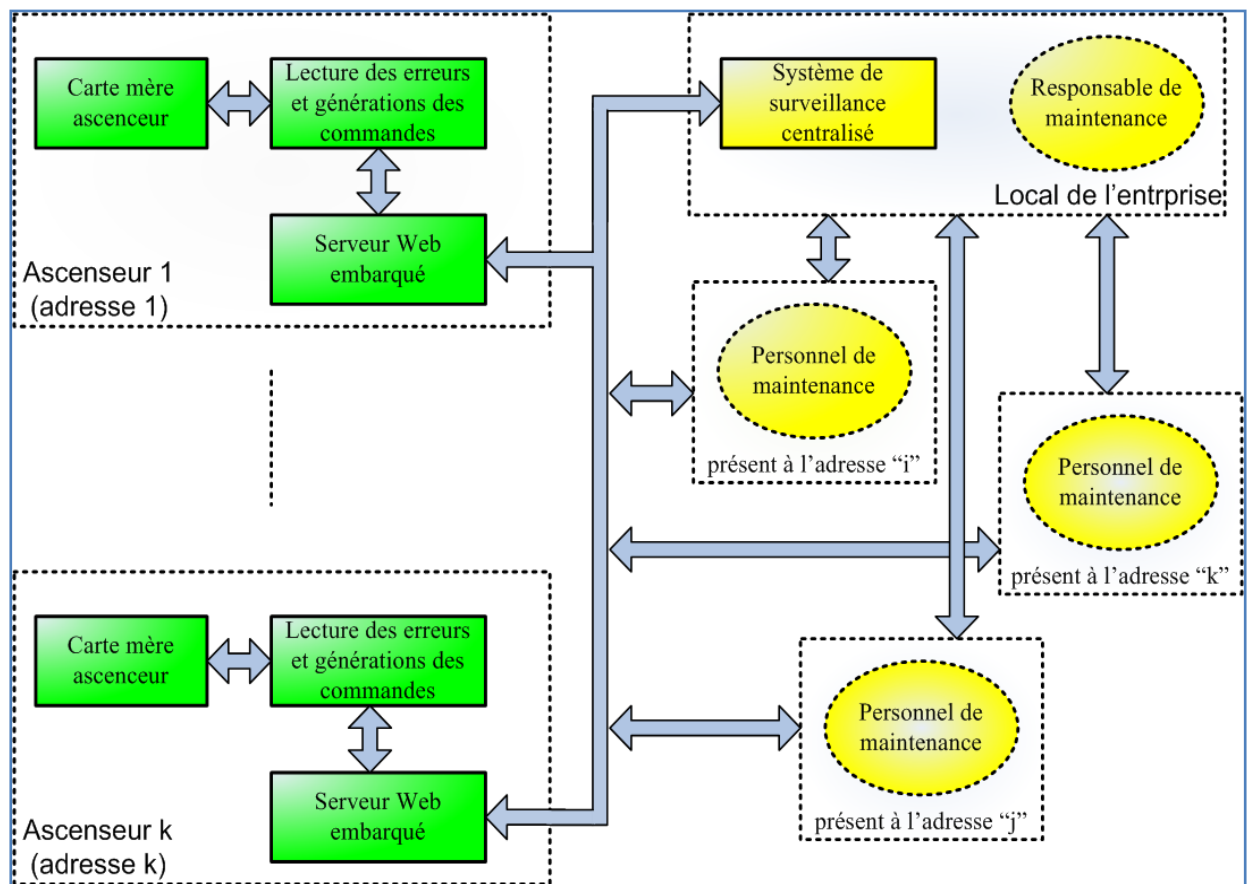 Carte mère
ascenceur
Lecture des erreurs
et générations des
commandes
Serveur Web
embarqué
Ascenseur 1
(adresse 1)
Système de
surveillance
centralisé
Responsable de
maintenance
Local de l'entrprise
Personnel de
maintenance
présent à l'adresse “i”
Personnel de
maintenance
présent à l'adresse “k”
Carte mère
ascenceur
Lecture des erreurs
et générations des
commandes
Serveur Web
embarqué
Ascenseur k
(adresse k)
Personnel de
maintenance
présent à l'adresse “j”